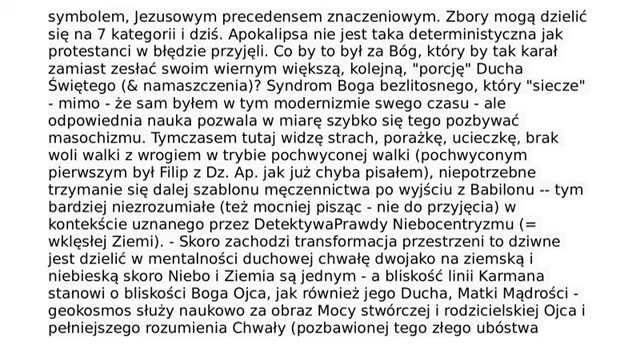 symbolem, Jezusowym precedensem znaczeniowym. Zbory mogą dzielić
się na 7 kategorii i dziś. Apokalipsa nie jest taka deterministyczna jak
protestanci w błędzie przyjęli. Co by to był za Bóg, który by tak karał
zamiast zesłać swoim wiernym większą, kolejną, "porcję" Ducha
Świętego (& namaszczenia)? Syndrom Boga bezlitosnego, który "siecze"
- mimo - że sam byłem w tym modernizmie swego czasu - ale
odpowiednia nauka pozwala w miarę szybko się tego pozbywać
masochizmu. Tymczasem tutaj widzę strach, porażkę, ucieczkę, brak
woli walki z wrogiem w trybie pochwyconej walki (pochwyconym
pierwszym był Filip z Dz. Ap. jak już chyba pisałem), niepotrzebne
trzymanie się dalej szablonu męczennictwa po wyjściu z Babilonu -- tym
bardziej niezrozumiałe (też mocniej pisząc - nie do przyjęcia) w
kontekście uznanego przez DetektywaPrawdy Niebocentryzmu (=
wklęsłej Ziemi). - Skoro zachodzi transformacja przestrzeni to dziwne
jest dzielić w mentalności duchowej chwałę dwojako na ziemską i
niebieską skoro Niebo i Ziemia są jednym - a bliskość linii Karmana
stanowi o bliskości Boga Ojca, jak również jego Ducha, Matki Mądrości -
geokosmos służy naukowo za obraz Mocy stwórczej i rodzicielskiej Ojca i
pełniejszego rozumienia Chwały (pozbawionej tego złego ubóstwa